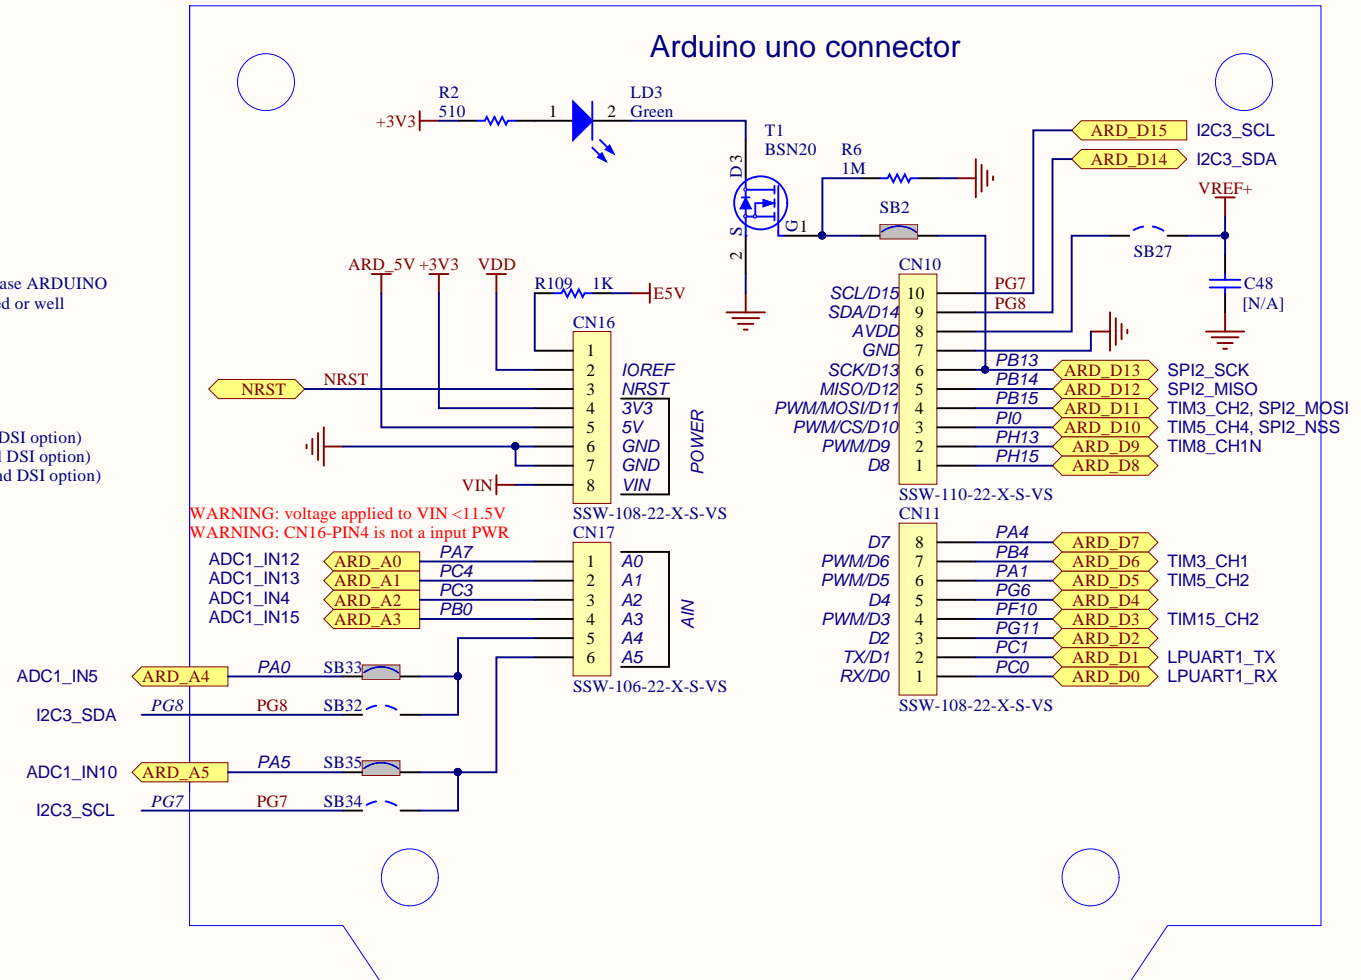 Arduino uno connector
R2
510
+3V3
1
2
LD3
Green
T1
BSN20
D 3
S
2
G1
R6
1M
SB2
ARD_D15
I2C3_SCL
ARD_D14
I2C3_SDA
VREF+
SB27
C48
[N/A]
ase ARDUINO
ed or well
DSI option)
d DSI option)
nd DSI option)
ARD_5V
+3V3
VDD
R109
1K
E5V
CN16
1
2 IOREF
NRST
NRST
3 NRST
4 3V3
5 5V
6 GND
7 GND
VIN
8 VIN
POWER
SSW-108-22-X-S-VS
WARNING: voltage applied to VIN <11.5V
WARNING: CN16-PIN4 is not a input PWR
CN10
SCL/D15 10 PG7
SDA/D14 9 PG8
AVDD 8
GND 7
SCK/D13 6 PB13 ARD_D13 SPI2_SCK
MISO/D12 5 PB14 ARD_D12 SPI2_MISO
PWM/MOSI/D11 4 PB15 ARD_D11 TIM3_CH2, SPI2_MOSI
PWM/CS/D10 3 PI0 ARD_D10 TIM5_CH4, SPI2_NSS
PWM/D9 2 PH13 ARD_D9 TIM8_CH1N
D8 1 PH15 ARD_D8
SSW-110-22-X-S-VS
CN17
ADC1_IN12 ARD_A0 PA7 1 A0
ADC1_IN13 ARD_A1 PC4 2 A1
ADC1_IN4 ARD_A2 PC3 3 A2
ADC1_IN15 ARD_A3 PB0 4 A3
5 A4
6 A5
AIN
SSW-106-22-X-S-VS
ADC1_IN5 ARD_A4 PA0 SB33
I2C3_SDA PG8 PG8 SB32
ADC1_IN10 ARD_A5 PA5 SB35
I2C3_SCL PG7 PG7 SB34
CN11
D7 8 PA4 ARD_D7
PWM/D6 7 PB4 ARD_D6 TIM3_CH1
PWM/D5 6 PA1 ARD_D5 TIM5_CH2
D4 5 PG6 ARD_D4
PWM/D3 4 PF10 ARD_D3 TIM15_CH2
D2 3 PG11 ARD_D2
TX/D1 2 PC1 ARD_D1 LPUART1_TX
RX/D0 1 PC0 ARD_D0 LPUART1_RX
SSW-108-22-X-S-VS